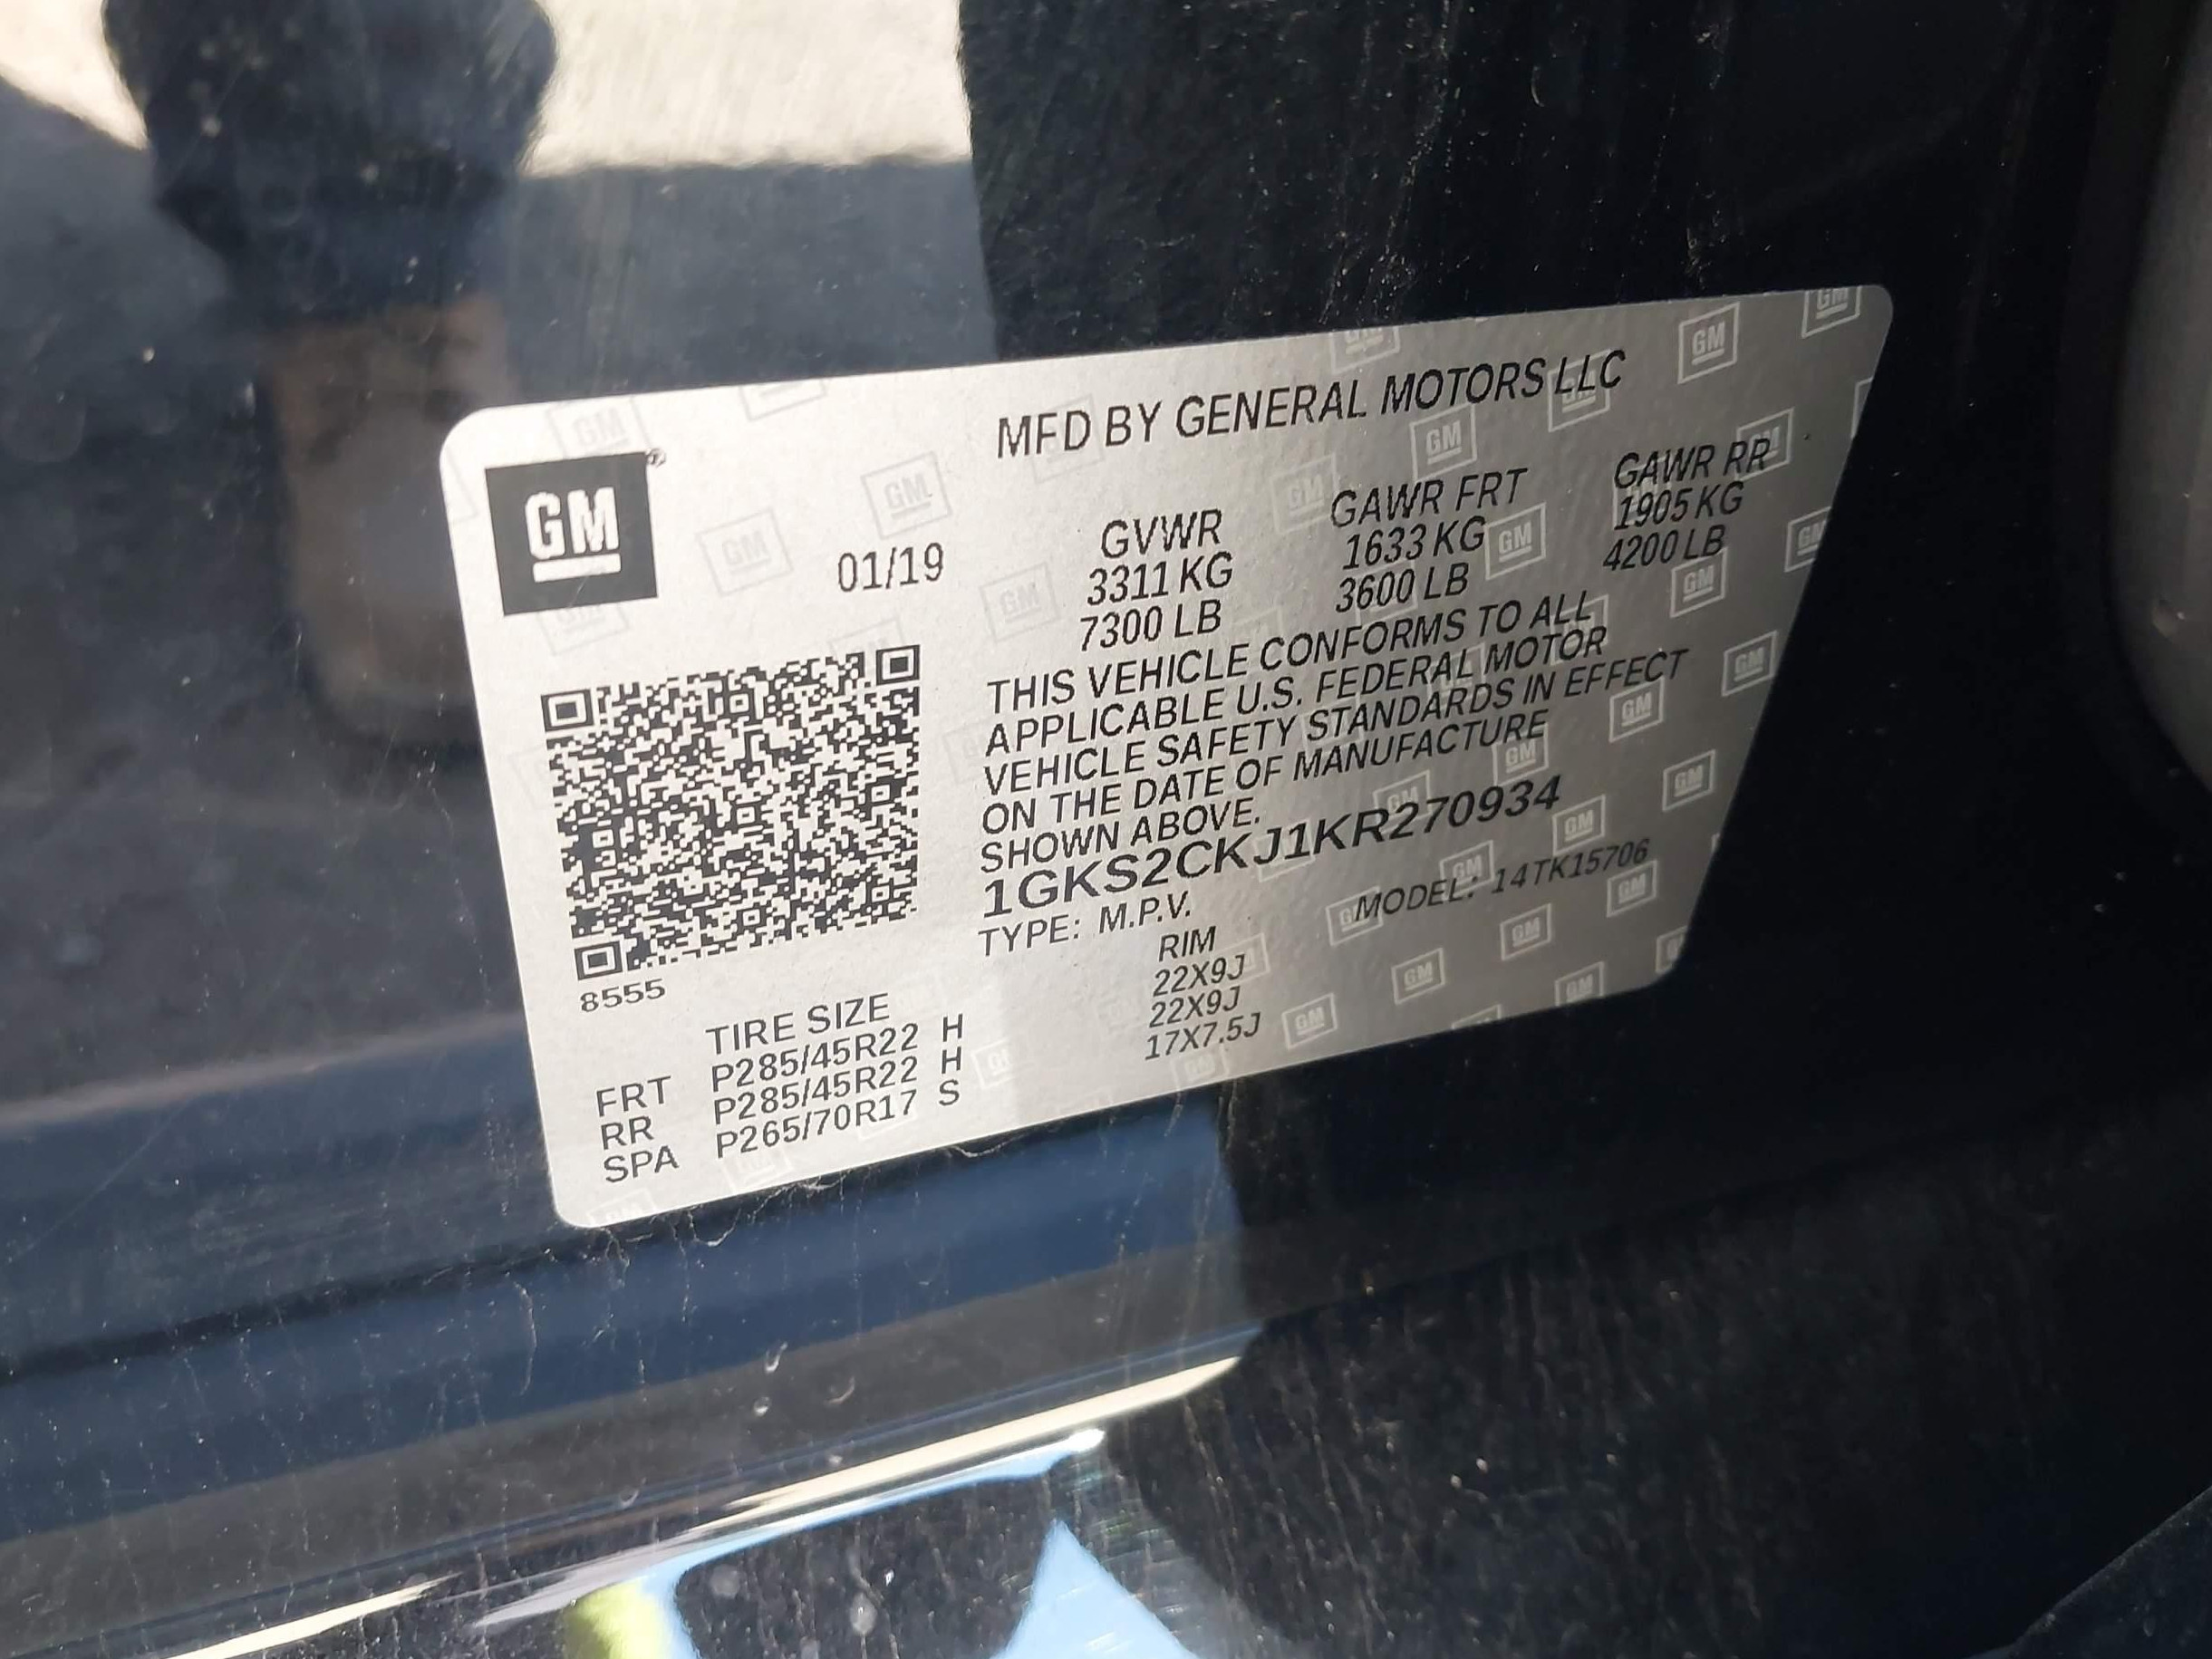 GM
MFD BY GENERAL MOTORS LLC
01/19
GVWR GAWR FRT GAWR RR
3311 KG 1633 KG 1905 KG
7300 LB 3600 LB 4200 LB
THIS VEHICLE CONFORMS TO ALL
APPLICABLE U.S. FEDERAL MOTOR
VEHICLE SAFETY STANDARDS IN EFFECT
ON THE DATE OF MANUFACTURE
SHOWN ABOVE.
1GKS2CKJ1KR270934
TYPE: M.P.V. MODEL: 14TK15706
8555
TIRE SIZE RIM
FRT P285/45R22 H 22X9J
RR P285/45R22 H 22X9J
SPA P265/70R17 S 17X7.5J